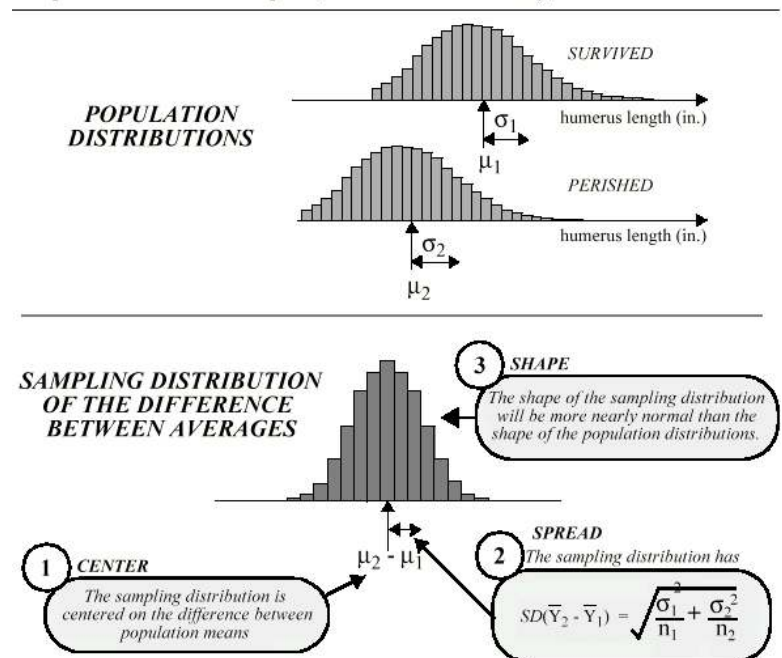 SURVIVED
POPULATION
DISTRIBUTIONS
humerus length (in.)
σ1
μ1
PERISHED
humerus length (in.)
σ2
μ2
SAMPLING DISTRIBUTION
OF THE DIFFERENCE
BETWEEN AVERAGES
3 SHAPE
The shape of the sampling distribution
will be more nearly normal than the
shape of the population distributions.
μ2 - μ1
1 CENTER
The sampling distribution is
centered on the difference between
population means
2 SPREAD
The sampling distribution has
SD(Y̅2 - Y̅1) = √(σ1²/n1 + σ2²/n2)